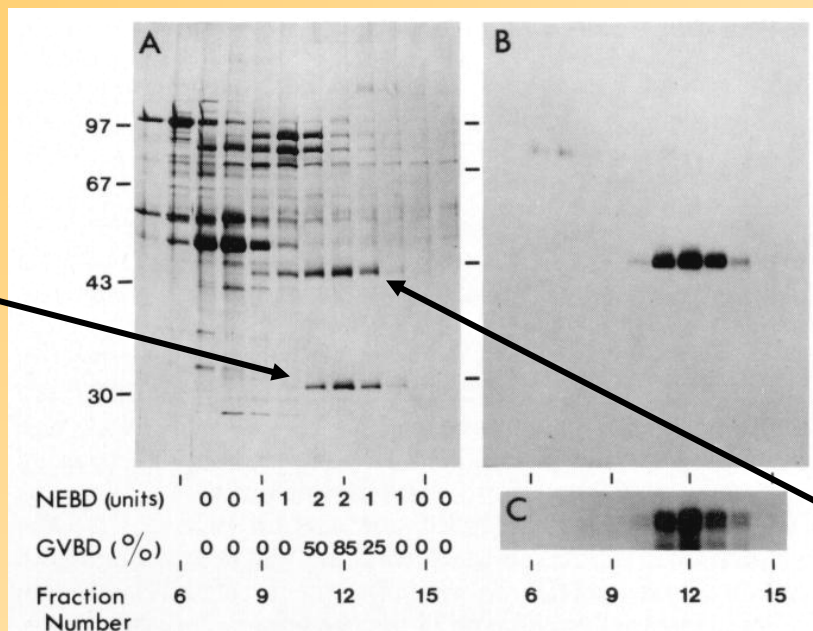 A
B
97
67
43
30
NEBD (units) 0 0 1 1 2 2 1 1 0 0
GVBD (%) 0 0 0 0 50 85 25 0 0 0
Fraction Number 6 9 12 15
C
6 9 12 15